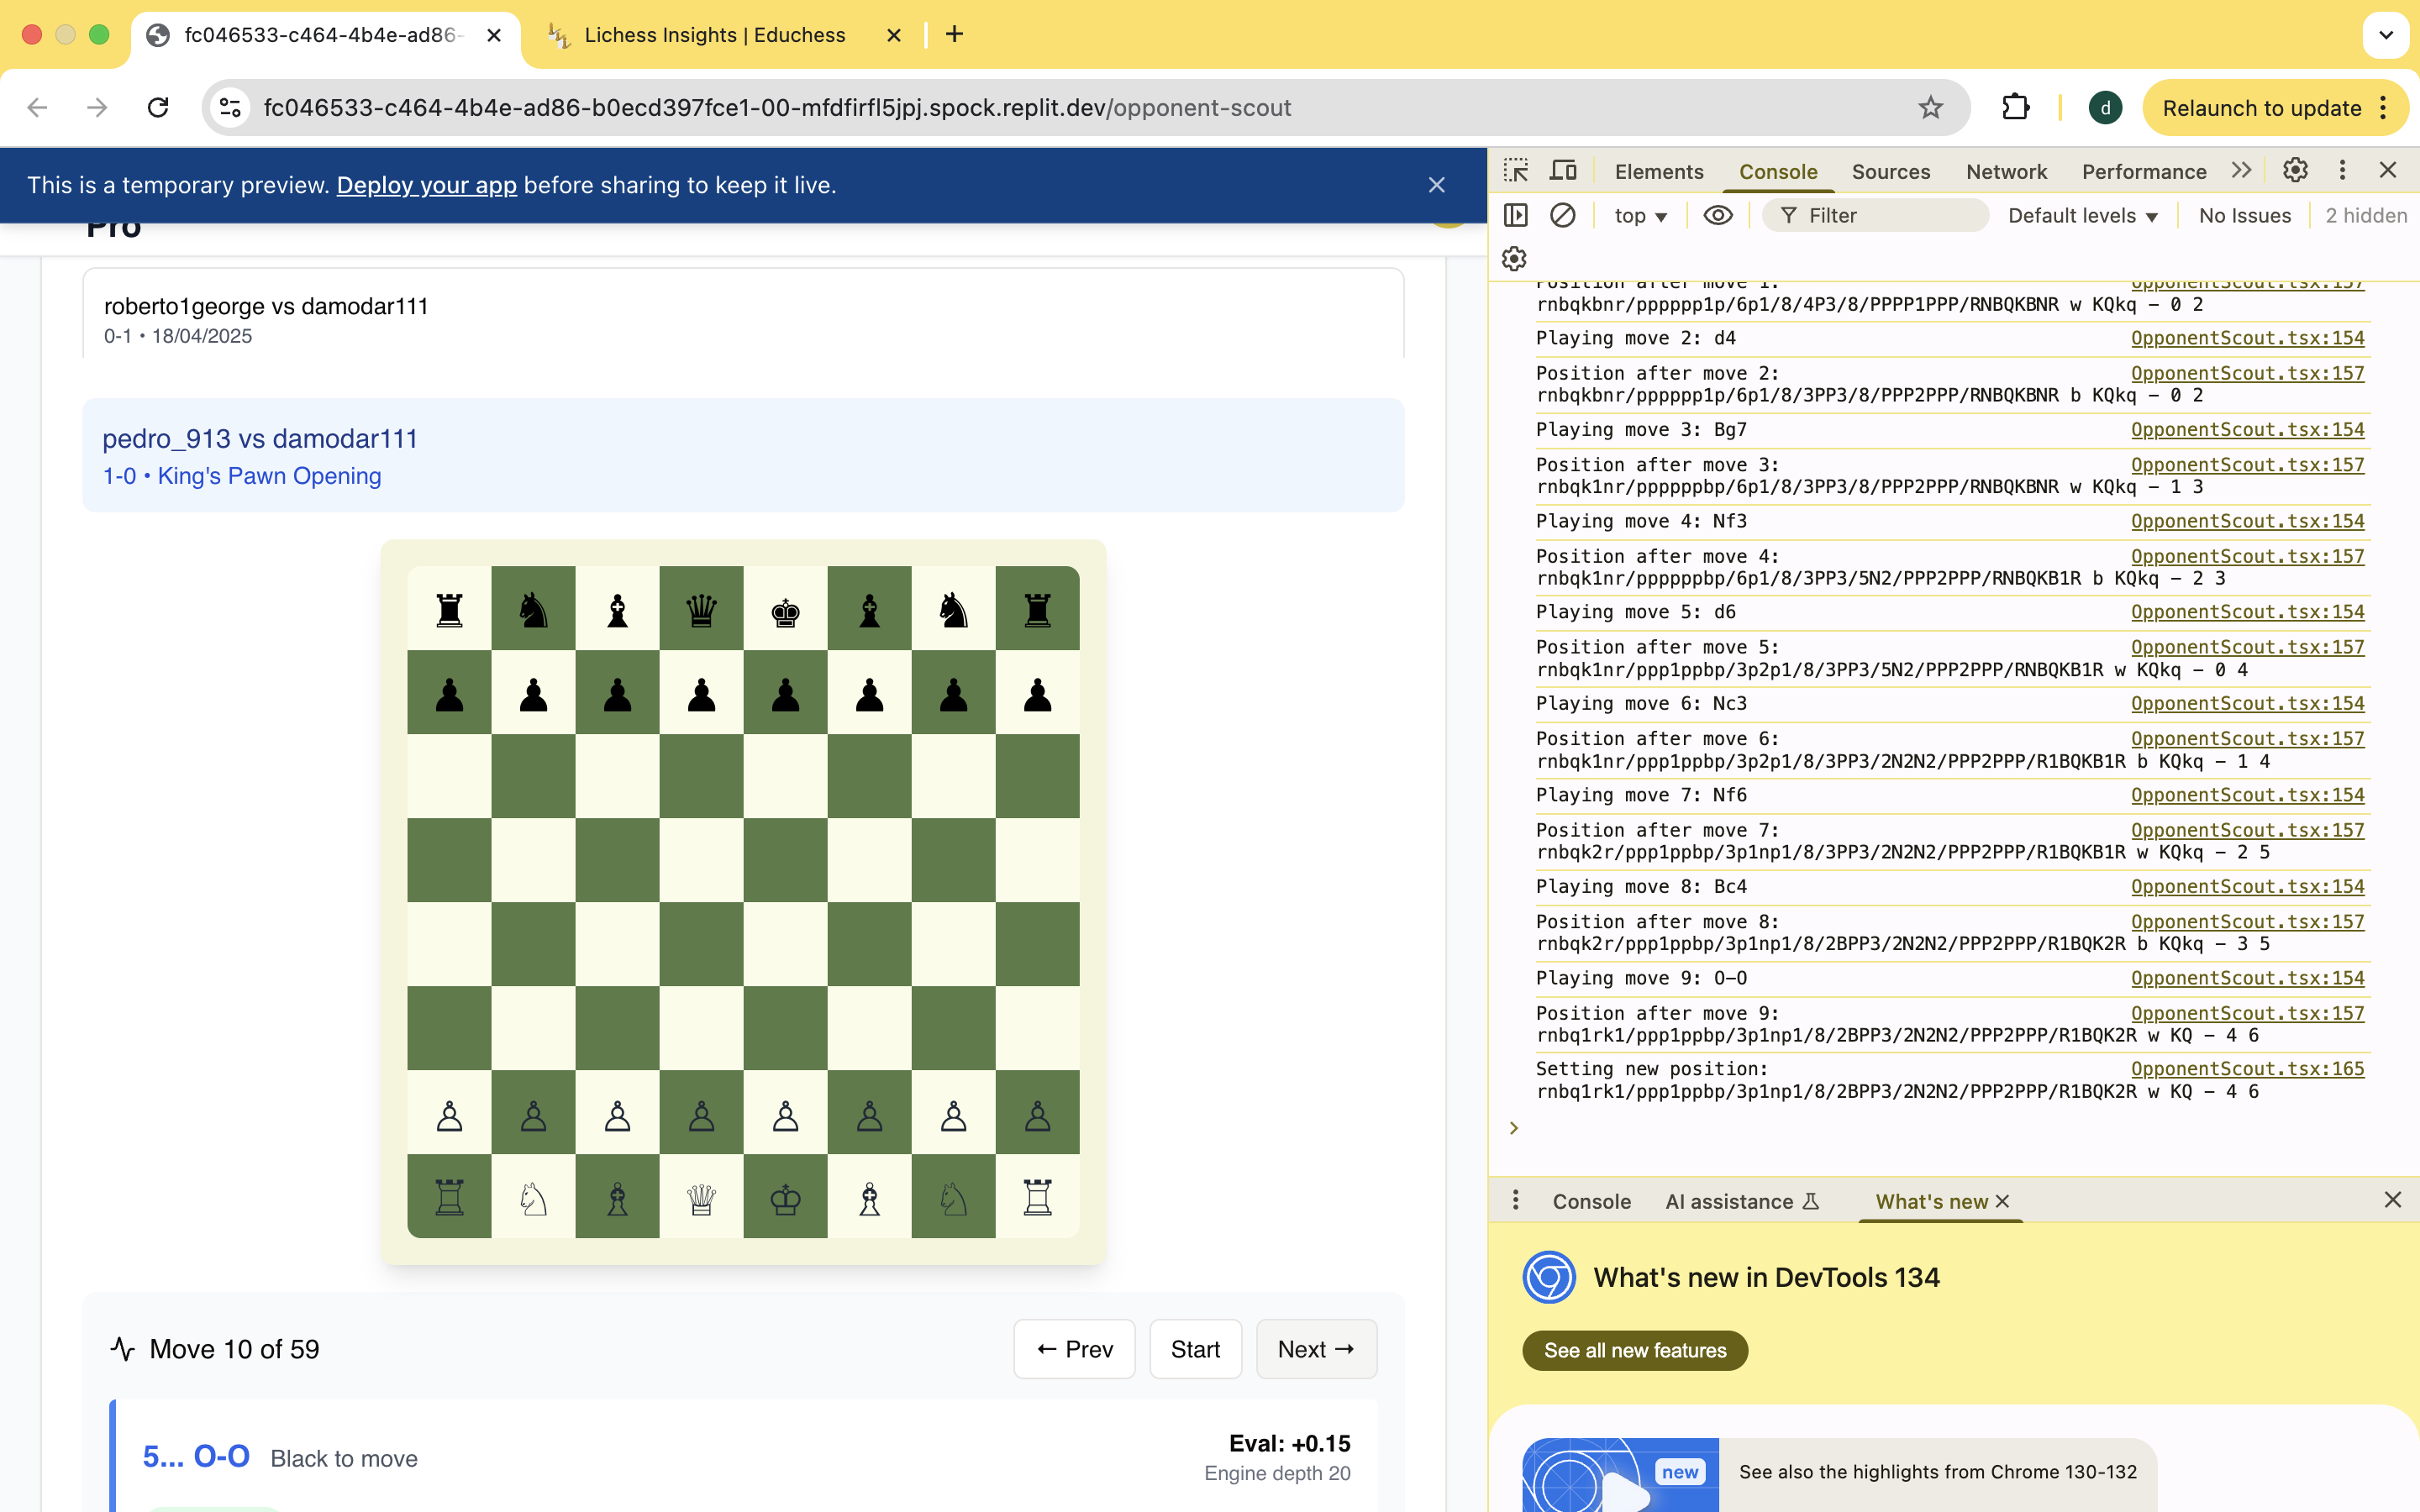 fc046533-c464-4b4e-ad86-
Lichess Insights | Educhess
fc046533-c464-4b4e-ad86-b0ecd397fce1-00-mfdfirfl5jpj.spock.replit.dev/opponent-scout
d
Relaunch to update
This is a temporary preview. Deploy your app before sharing to keep it live.
Pro
roberto1george vs damodar111
0-1 • 18/04/2025
pedro_913 vs damodar111
1-0 • King's Pawn Opening
Move 10 of 59
← Prev
Start
Next →
5... O-O Black to move
Eval: +0.15
Engine depth 20
Elements
Console
Sources
Network
Performance
top
Filter
Default levels
No Issues
2 hidden
Position after move 1: OpponentScout.tsx:157
rnbqkbnr/pppppp1p/6p1/8/4P3/8/PPPP1PPP/RNBQKBNR w KQkq - 0 2
Playing move 2: d4 OpponentScout.tsx:154
Position after move 2: OpponentScout.tsx:157
rnbqkbnr/pppppp1p/6p1/8/3PP3/8/PPP2PPP/RNBQKBNR b KQkq - 0 2
Playing move 3: Bg7 OpponentScout.tsx:154
Position after move 3: OpponentScout.tsx:157
rnbqk1nr/ppppppbp/6p1/8/3PP3/8/PPP2PPP/RNBQKBNR w KQkq - 1 3
Playing move 4: Nf3 OpponentScout.tsx:154
Position after move 4: OpponentScout.tsx:157
rnbqk1nr/ppppppbp/6p1/8/3PP3/5N2/PPP2PPP/RNBQKB1R b KQkq - 2 3
Playing move 5: d6 OpponentScout.tsx:154
Position after move 5: OpponentScout.tsx:157
rnbqk1nr/ppp1ppbp/3p2p1/8/3PP3/5N2/PPP2PPP/RNBQKB1R w KQkq - 0 4
Playing move 6: Nc3 OpponentScout.tsx:154
Position after move 6: OpponentScout.tsx:157
rnbqk1nr/ppp1ppbp/3p2p1/8/3PP3/2N2N2/PPP2PPP/R1BQKB1R b KQkq - 1 4
Playing move 7: Nf6 OpponentScout.tsx:154
Position after move 7: OpponentScout.tsx:157
rnbqk2r/ppp1ppbp/3p1np1/8/3PP3/2N2N2/PPP2PPP/R1BQKB1R w KQkq - 2 5
Playing move 8: Bc4 OpponentScout.tsx:154
Position after move 8: OpponentScout.tsx:157
rnbqk2r/ppp1ppbp/3p1np1/8/2BPP3/2N2N2/PPP2PPP/R1BQK2R b KQkq - 3 5
Playing move 9: O-O OpponentScout.tsx:154
Position after move 9: OpponentScout.tsx:157
rnbq1rk1/ppp1ppbp/3p1np1/8/2BPP3/2N2N2/PPP2PPP/R1BQK2R w KQ - 4 6
Setting new position: OpponentScout.tsx:165
rnbq1rk1/ppp1ppbp/3p1np1/8/2BPP3/2N2N2/PPP2PPP/R1BQK2R w KQ - 4 6
Console
AI assistance
What's new
What's new in DevTools 134
See all new features
new
See also the highlights from Chrome 130-132